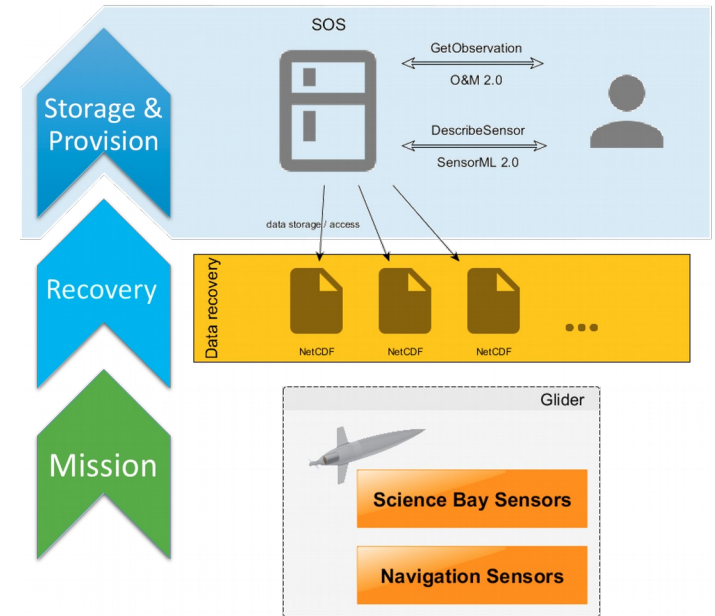 SOS
GetObservation
O&M 2.0
Storage &
Provision
DescribeSensor
SensorML 2.0
data storage / access
Recovery
Data recovery
NetCDF
NetCDF
NetCDF
...
Glider
Mission
Science Bay Sensors
Navigation Sensors